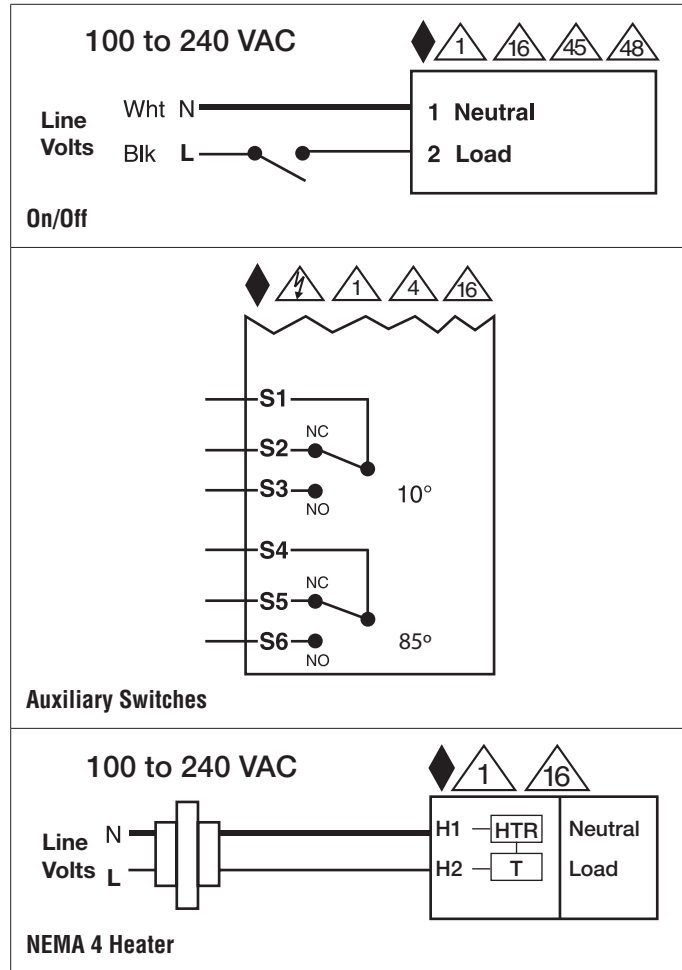 100 to 240 VAC
1 16 45 48
Line Volts
Wht N
Blk L
1 Neutral
2 Load
On/Off
1 4 16
S1
S2 NC
S3 NO
10°
S4
S5 NC
S6 NO
85º
Auxiliary Switches
100 to 240 VAC
1 16
Line Volts
N
L
H1 HTR Neutral
H2 T Load
NEMA 4 Heater